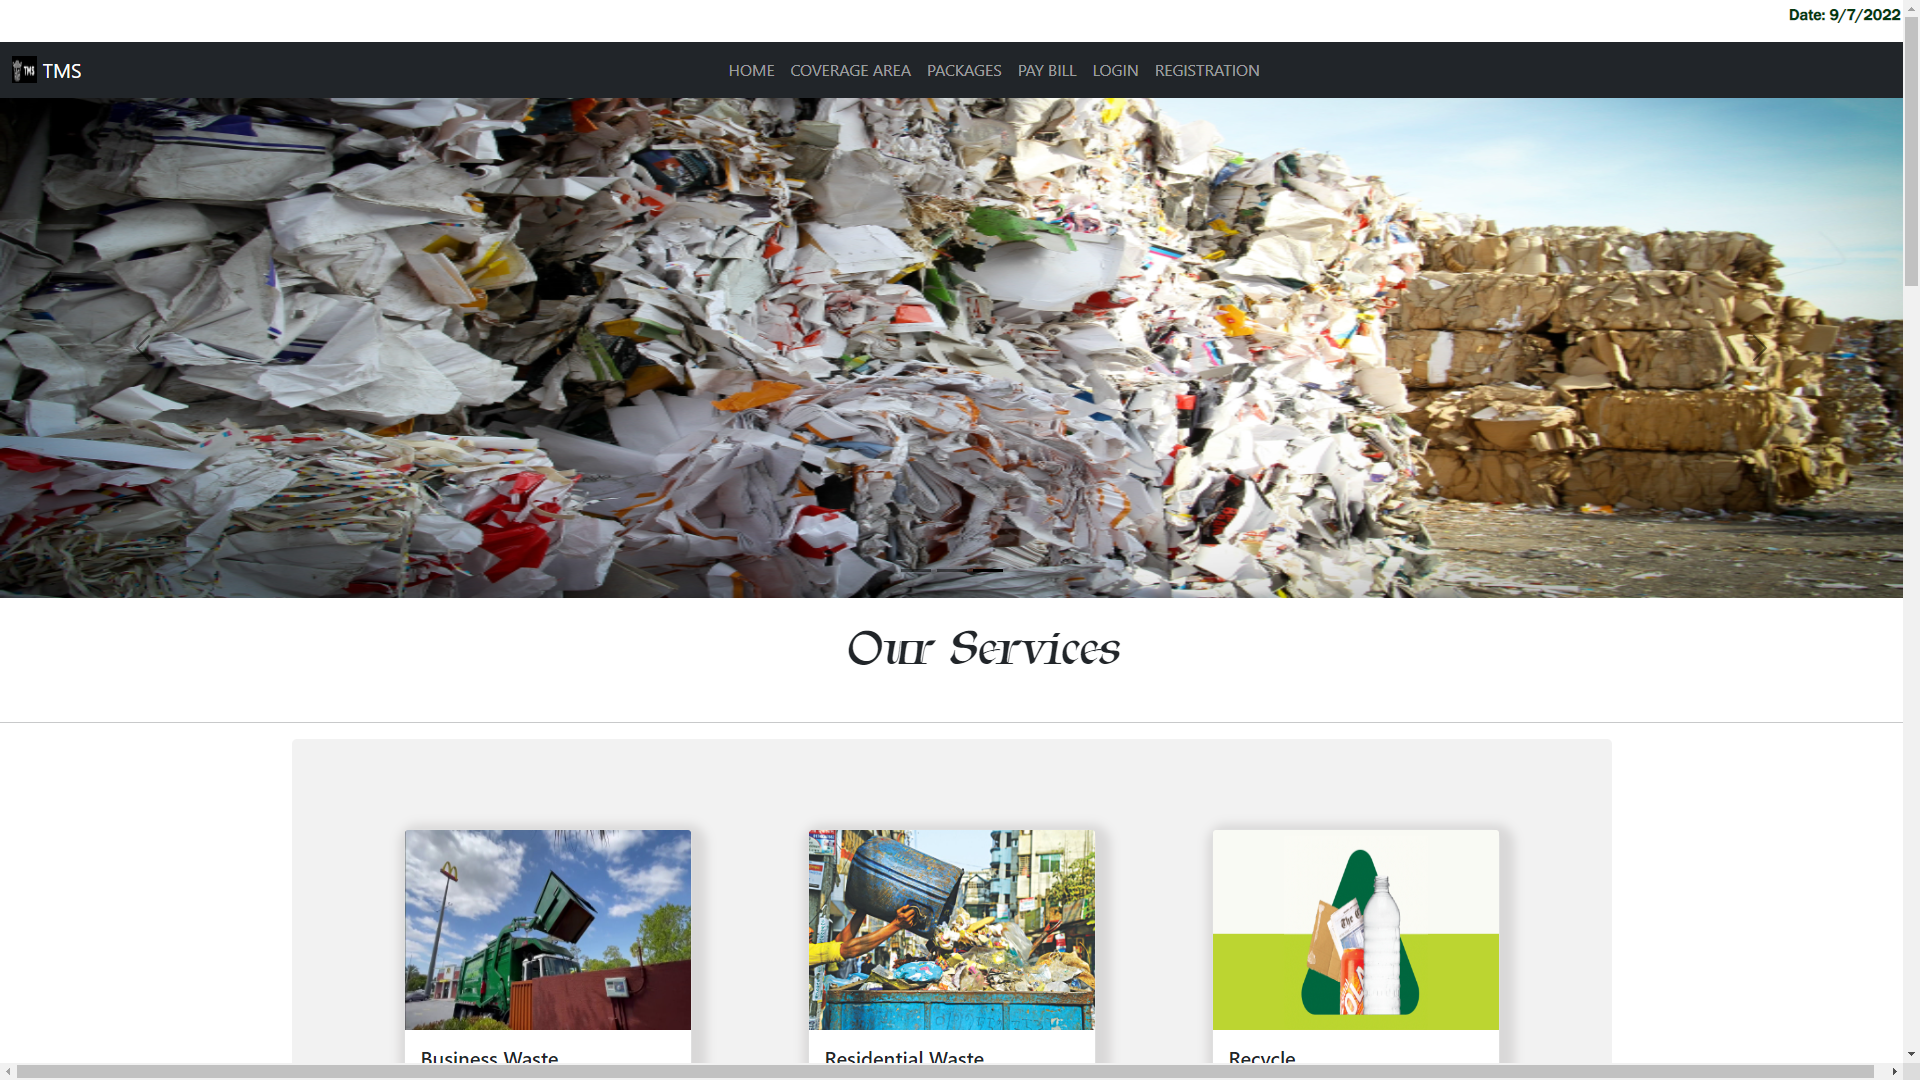 Date: 9/7/2022
TMS TMS HOME COVERAGE AREA PACKAGES PAY BILL LOGIN REGISTRATION
Our Services
Business Waste
Residential Waste
Recycle